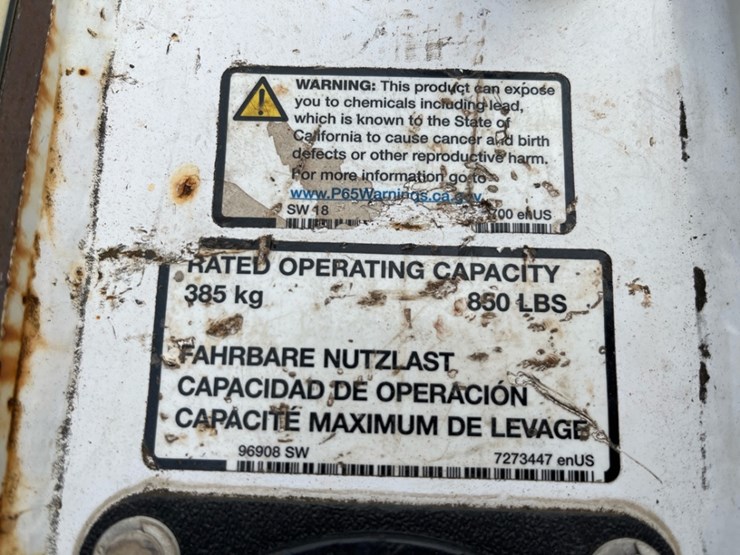 WARNING: This product can expose
you to chemicals including lead,
which is known to the State of
California to cause cancer and birth
defects or other reproductive harm.
For more information go to
www.P65Warnings.ca.gov
SW 18 700 enUS
RATED OPERATING CAPACITY
385 kg 850 LBS
FAHRBARE NUTZLAST
CAPACIDAD DE OPERACIÓN
CAPACITÉ MAXIMUM DE LEVAGE
96908 SW 7273447 enUS